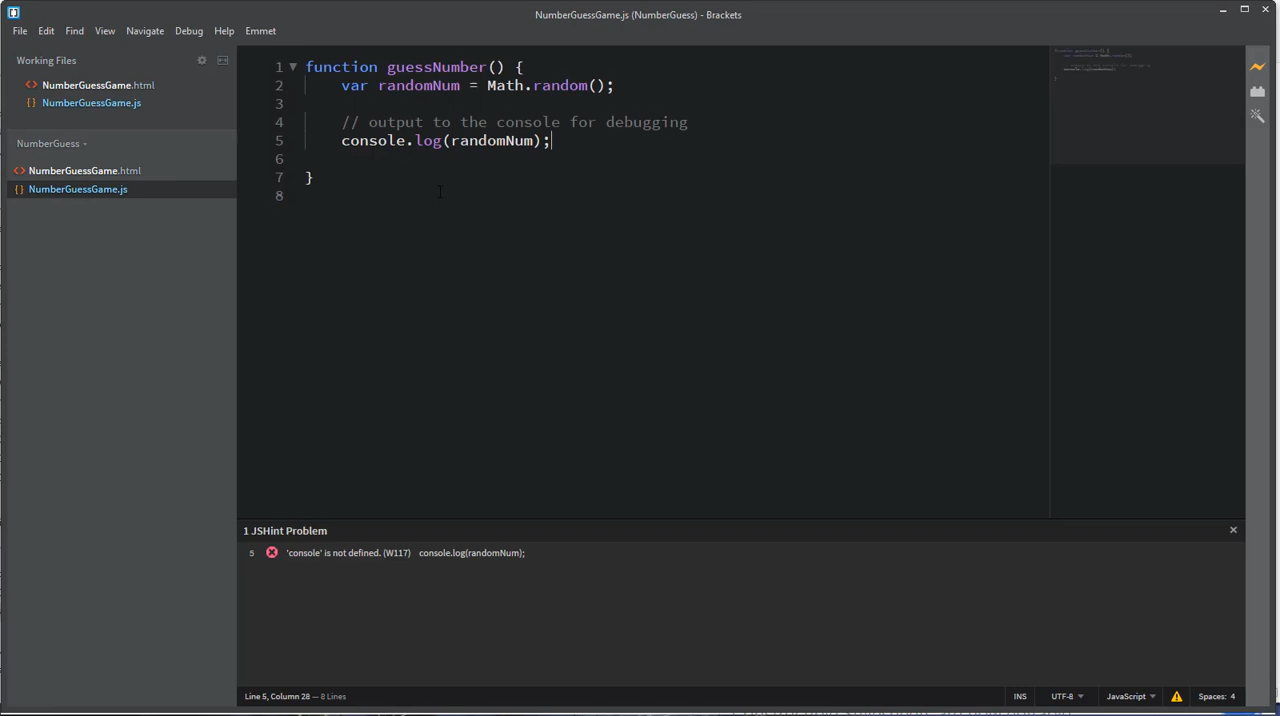 NumberGuessGame.js (NumberGuess) - Brackets
File Edit Find View Navigate Debug Help Emmet
Working Files
<> NumberGuessGame.html
{} NumberGuessGame.js
NumberGuess
<> NumberGuessGame.html
{} NumberGuessGame.js
1 function guessNumber() {
2 var randomNum = Math.random();
3
4 // output to the console for debugging
5 console.log(randomNum);
6
7 }
8
1 JSHint Problem
5 'console' is not defined. (W117) console.log(randomNum);
Line 5, Column 28 — 8 Lines
INS UTF-8 JavaScript Spaces: 4